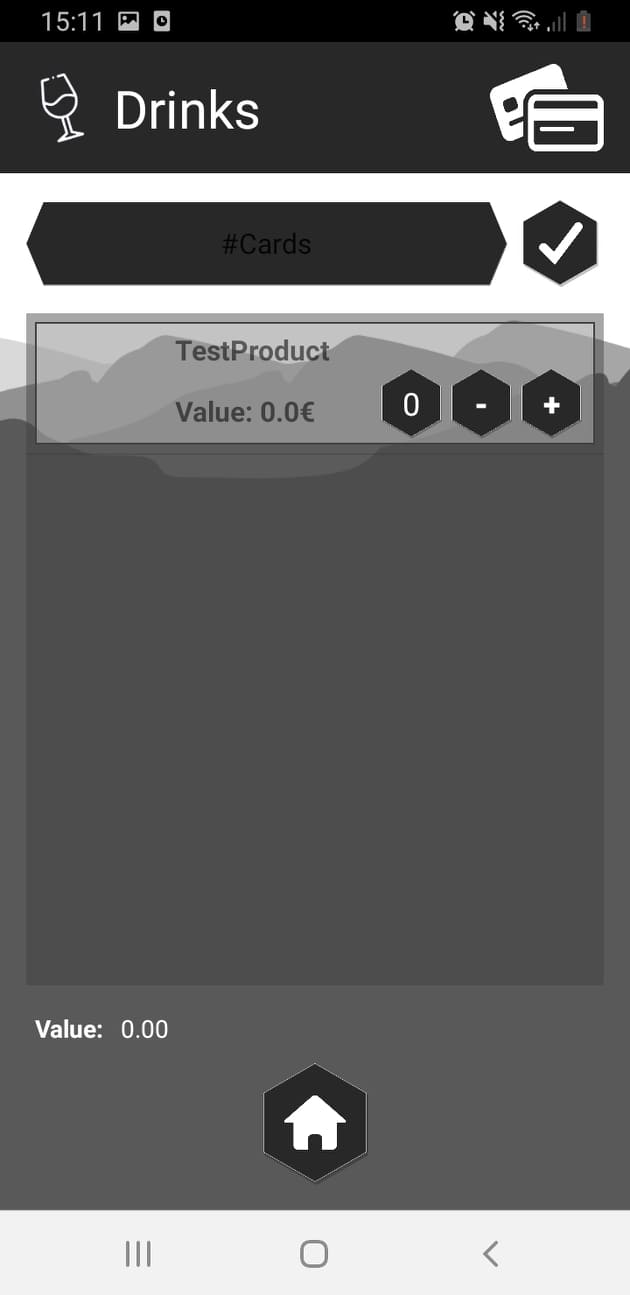 15:11
Drinks
#Cards
TestProduct
Value: 0.0€
0 - +
Value: 0.00